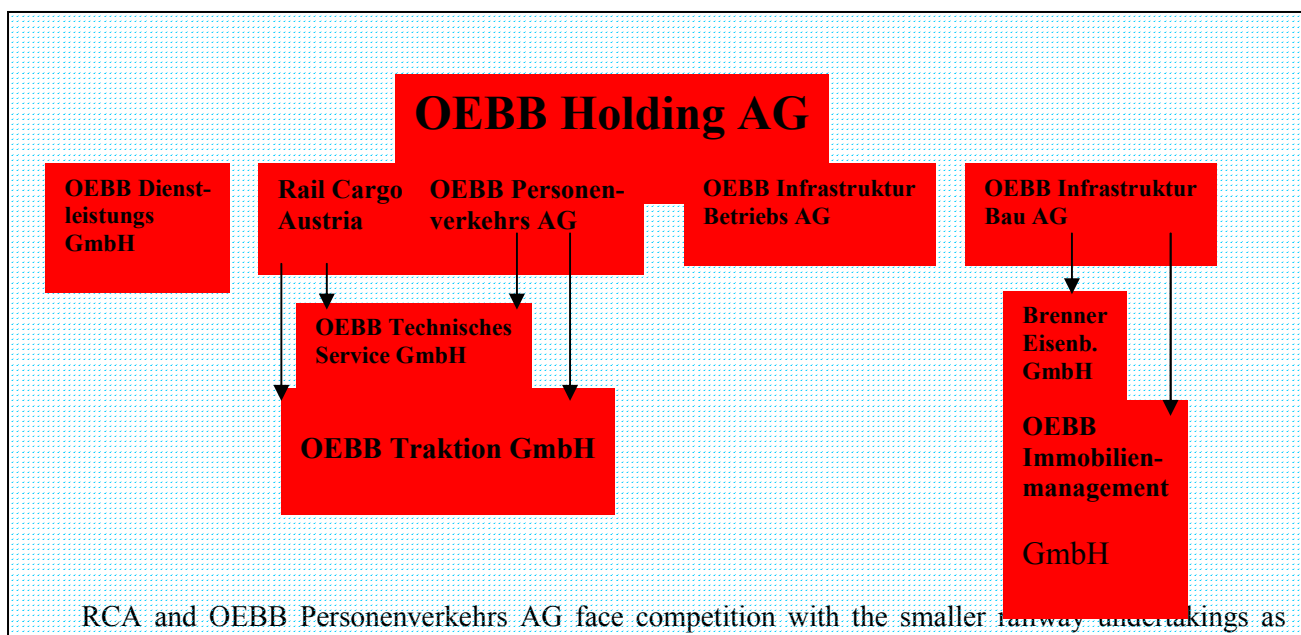 OEBB Holding AG
OEBB Dienst-
leistungs
GmbH
Rail Cargo
Austria
OEBB Personen-
verkehrs AG
OEBB Infrastruktur
Betriebs AG
OEBB Infrastruktur
Bau AG
OEBB Technisches
Service GmbH
OEBB Traktion GmbH
Brenner
Eisenb.
GmbH
OEBB
Immobilien-
management
GmbH
RCA and OEBB Personenverkehrs AG face competition with the smaller railway undertakings as